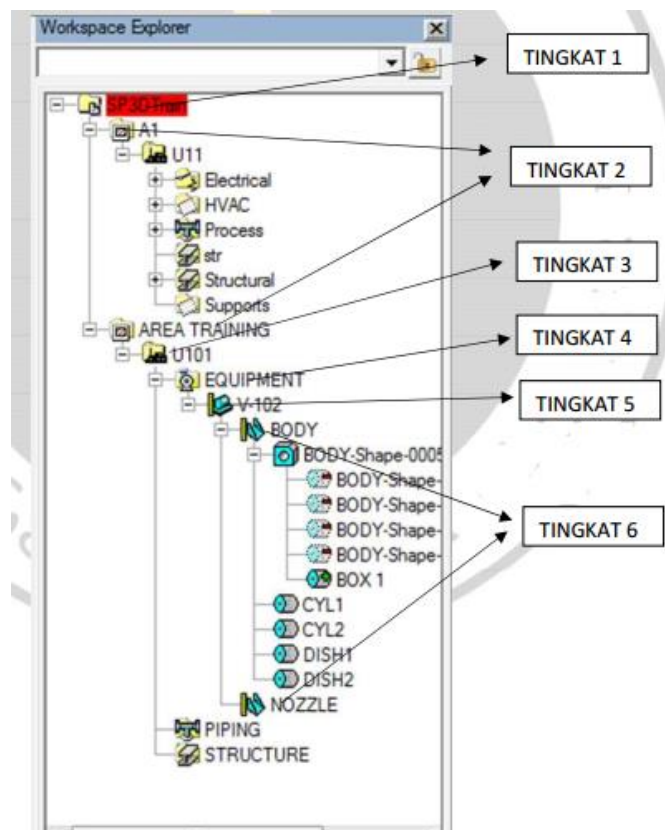 Workspace Explorer
TINGKAT 1
SP3D Train
A1
TINGKAT 2
U11
Electrical
HVAC
Process
TINGKAT 3
str
Structural
Supports
TINGKAT 4
AREA TRAINING
U101
EQUIPMENT
TINGKAT 5
V-102
BODY
BODY-Shape-0005
BODY-Shape-
BODY-Shape-
BODY-Shape-
TINGKAT 6
BODY-Shape-
BOX 1
CYL1
CYL2
DISH1
DISH2
NOZZLE
PIPING
STRUCTURE